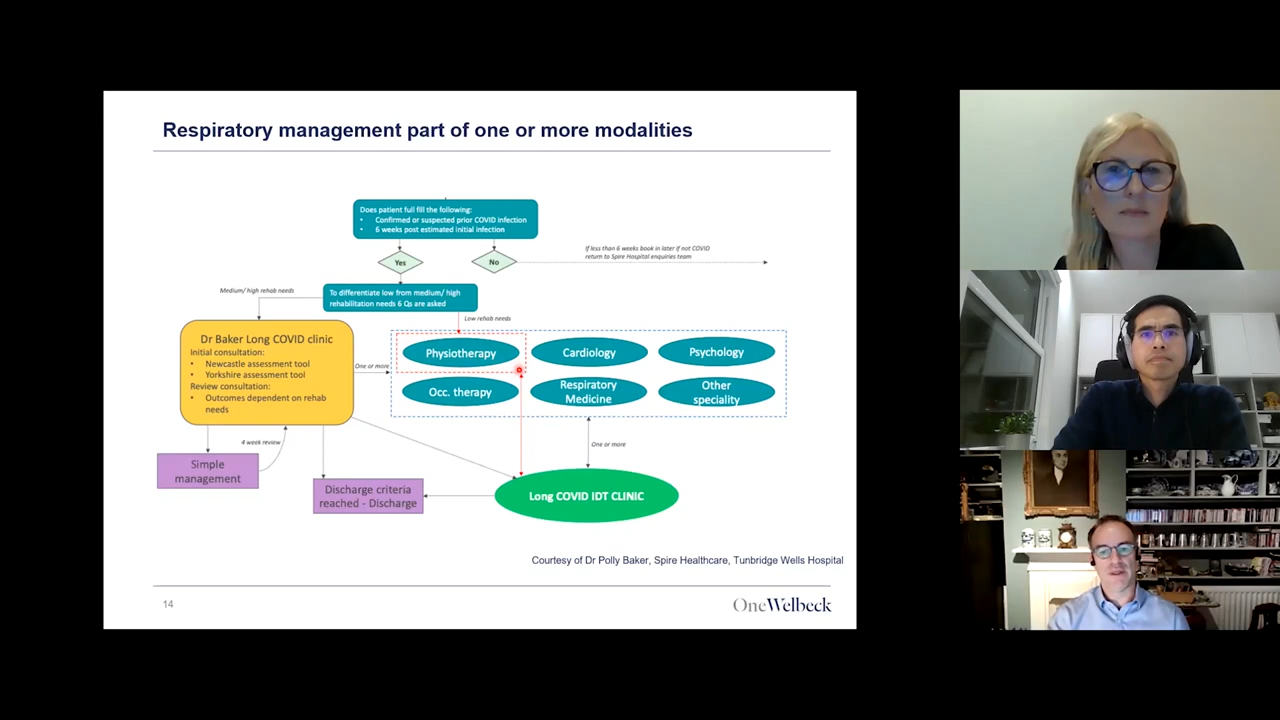 Respiratory management part of one or more modalities
Does patient full fill the following:
• Confirmed or suspected prior COVID infection
• 6 weeks post estimated initial infection
Yes
No
If less than 6 weeks book in later if not COVID
return to Spire Hospital enquiries team
Medium/ high rehab needs
To differentiate low from medium/ high
rehabilitation needs 6 Qs are asked
Low rehab needs
Dr Baker Long COVID clinic
Initial consultation:
• Newcastle assessment tool
• Yorkshire assessment tool
Review consultation:
• Outcomes dependent on rehab
needs
One or more
Physiotherapy
Cardiology
Psychology
Occ. therapy
Respiratory
Medicine
Other
speciality
4 week review
One or more
Simple
management
Discharge criteria
reached - Discharge
Long COVID IDT CLINIC
Courtesy of Dr Polly Baker, Spire Healthcare, Tunbridge Wells Hospital
14
OneWelbeck